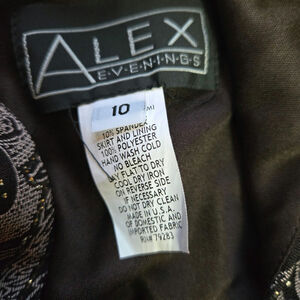 ALEX
EVENINGS
10
10% SPANDEX
SKIRT AND LINING
100% POLYESTER
HAND WASH COLD
NO BLEACH
LAY FLAT TO DRY
COOL DRY IRON
ON REVERSE SIDE
IF NECESSARY
DO NOT DRY CLEAN
MADE IN U.S.A.
OF DOMESTIC AND
IMPORTED FABRIC
RN# 79283